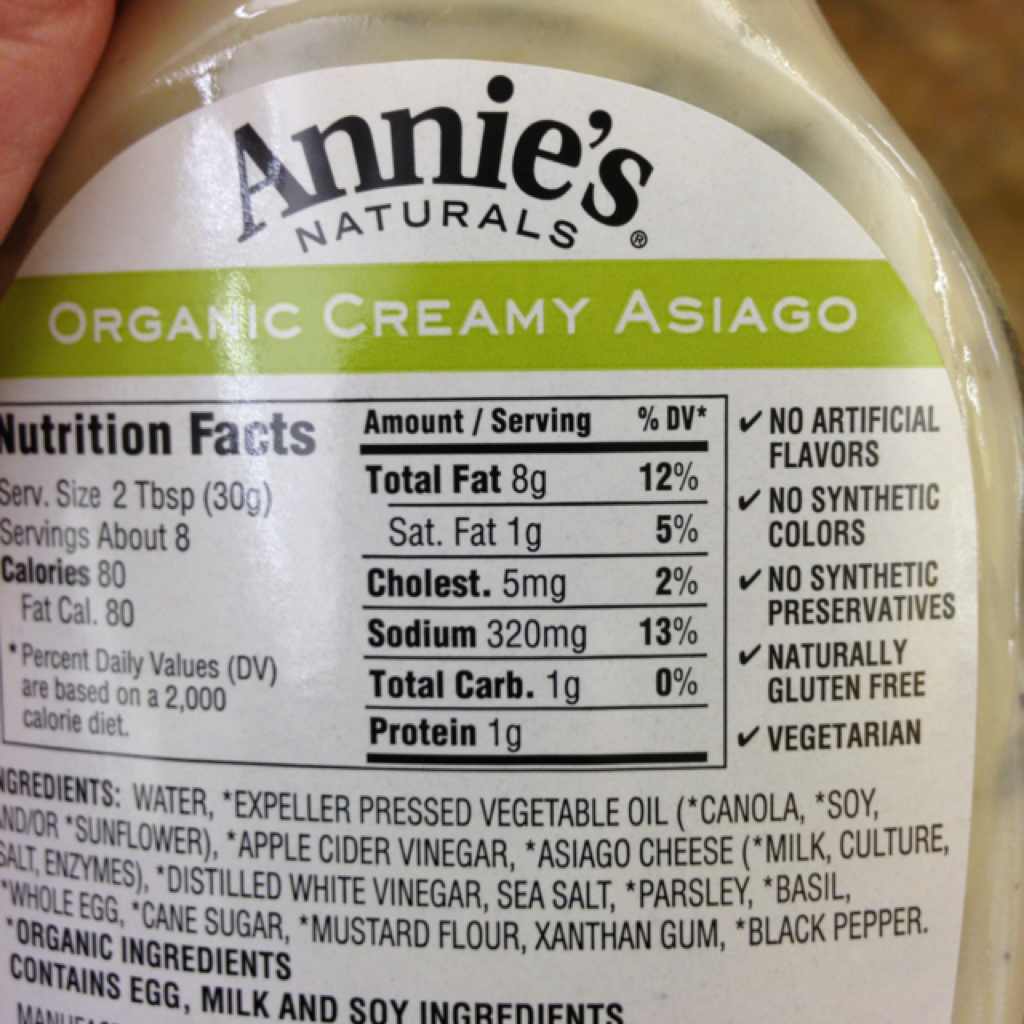 Annie's
NATURALS®
ORGANIC CREAMY ASIAGO
Nutrition Facts
Serv. Size 2 Tbsp (30g)
Servings About 8
Calories 80
Fat Cal. 80
*Percent Daily Values (DV)
are based on a 2,000
calorie diet.
Amount / Serving % DV*
Total Fat 8g 12%
Sat. Fat 1g 5%
Cholest. 5mg 2%
Sodium 320mg 13%
Total Carb. 1g 0%
Protein 1g
✔ NO ARTIFICIAL
FLAVORS
✔ NO SYNTHETIC
COLORS
✔ NO SYNTHETIC
PRESERVATIVES
✔ NATURALLY
GLUTEN FREE
✔ VEGETARIAN
INGREDIENTS: WATER, *EXPELLER PRESSED VEGETABLE OIL (*CANOLA, *SOY,
AND/OR *SUNFLOWER), *APPLE CIDER VINEGAR, *ASIAGO CHEESE (*MILK, CULTURE,
SALT, ENZYMES), *DISTILLED WHITE VINEGAR, SEA SALT, *PARSLEY, *BASIL,
*WHOLE EGG, *CANE SUGAR, *MUSTARD FLOUR, XANTHAN GUM, *BLACK PEPPER.
*ORGANIC INGREDIENTS
CONTAINS EGG, MILK AND SOY INGREDIENTS